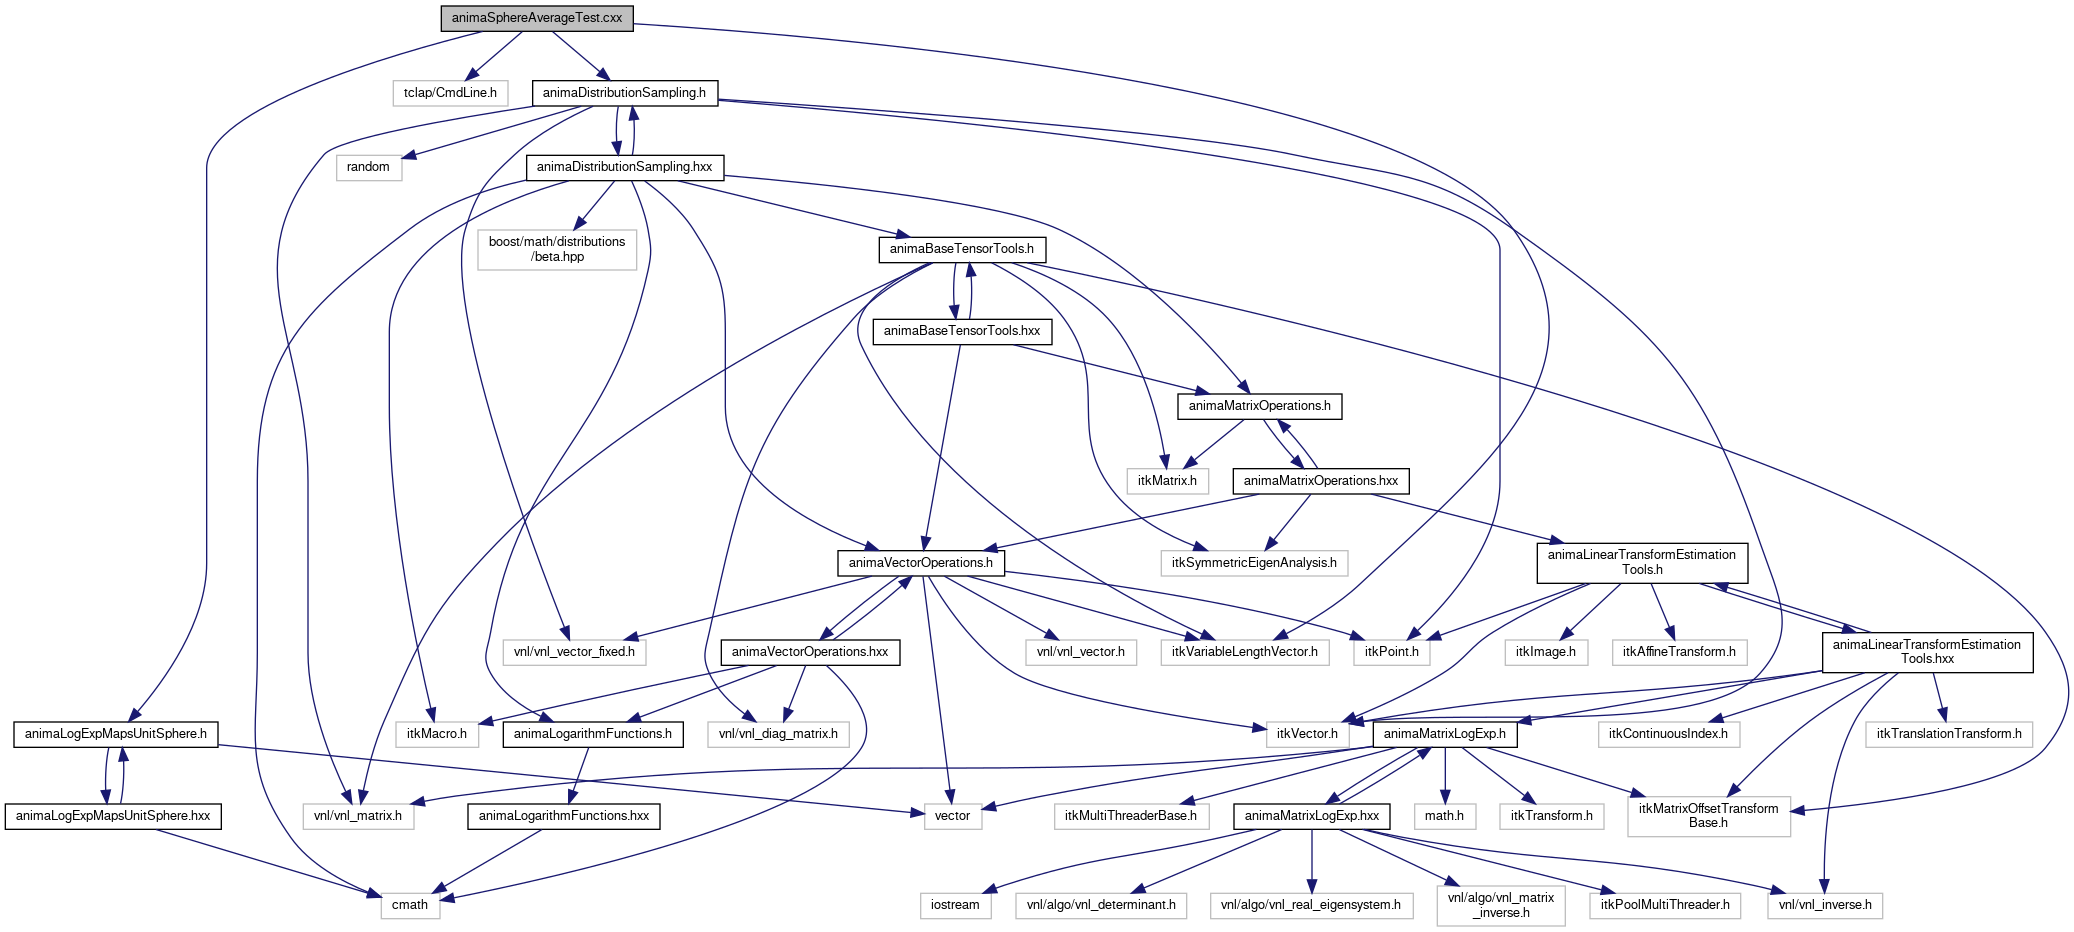 animaSphereAverageTest.cxx
tclap/CmdLine.h
animaDistributionSampling.h
random
animaDistributionSampling.hxx
boost/math/distributions
/beta.hpp
animaBaseTensorTools.h
animaBaseTensorTools.hxx
animaMatrixOperations.h
itkMatrix.h
animaMatrixOperations.hxx
animaVectorOperations.h
itkSymmetricEigenAnalysis.h
animaLinearTransformEstimation
Tools.h
vnl/vnl_vector_fixed.h
animaVectorOperations.hxx
vnl/vnl_vector.h
itkVariableLengthVector.h
itkPoint.h
itkImage.h
itkAffineTransform.h
animaLinearTransformEstimation
Tools.hxx
animaLogExpMapsUnitSphere.h
itkMacro.h
animaLogarithmFunctions.h
vnl/vnl_diag_matrix.h
itkVector.h
animaMatrixLogExp.h
itkContinuousIndex.h
itkTranslationTransform.h
animaLogExpMapsUnitSphere.hxx
vnl/vnl_matrix.h
animaLogarithmFunctions.hxx
vector
itkMultiThreaderBase.h
animaMatrixLogExp.hxx
math.h
itkTransform.h
itkMatrixOffsetTransform
Base.h
cmath
iostream
vnl/algo/vnl_determinant.h
vnl/algo/vnl_real_eigensystem.h
vnl/algo/vnl_matrix
_inverse.h
itkPoolMultiThreader.h
vnl/vnl_inverse.h